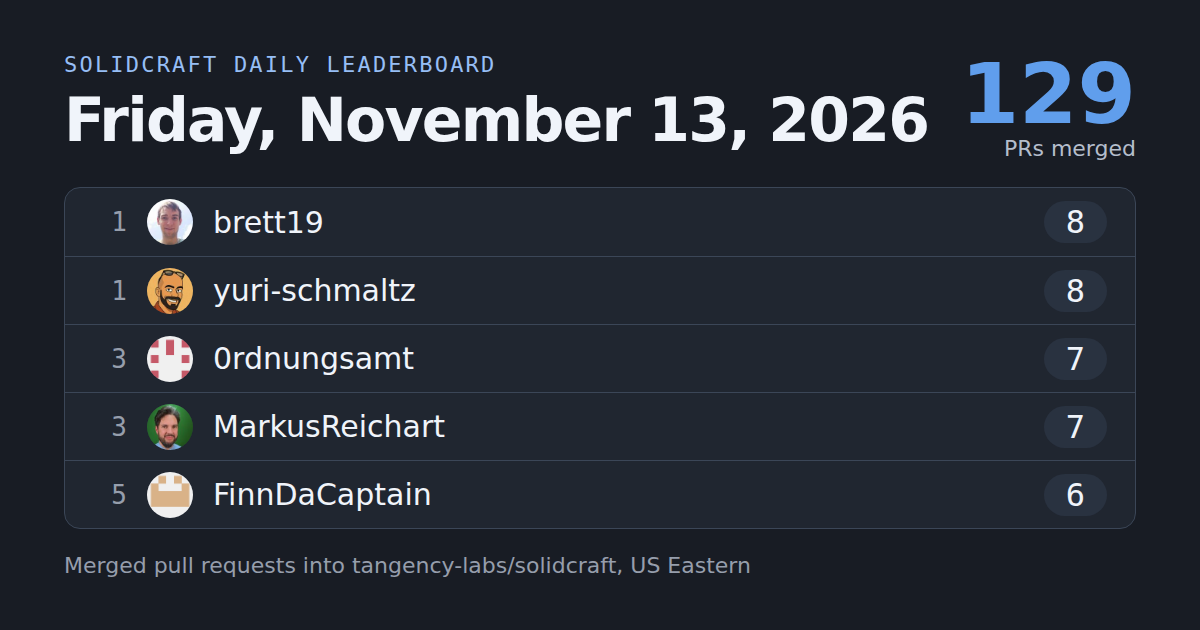 SOLIDCRAFT DAILY LEADERBOARD
Friday, November 13, 2026
129
PRs merged
1 brett19 8
1 yuri-schmaltz 8
3 0rdnungsamt 7
3 MarkusReichart 7
5 FinnDaCaptain 6
Merged pull requests into tangency-labs/solidcraft, US Eastern